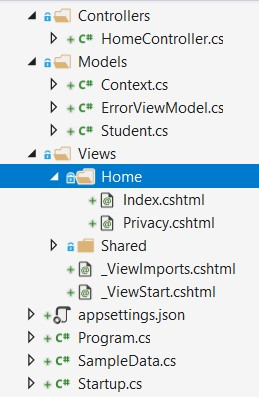 Controllers
C# HomeController.cs
Models
C# Context.cs
C# ErrorViewModel.cs
C# Student.cs
Views
Home
Index.cshtml
Privacy.cshtml
Shared
_ViewImports.cshtml
_ViewStart.cshtml
appsettings.json
C# Program.cs
C# SampleData.cs
C# Startup.cs